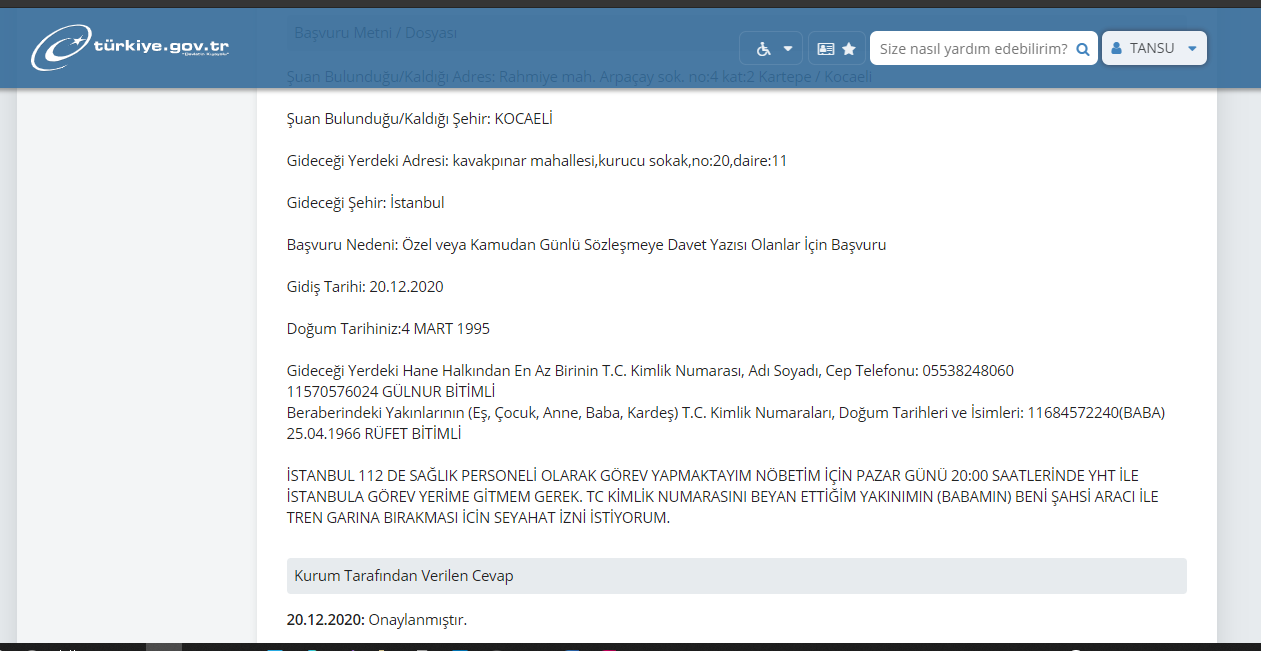 Başvuru Metni / Dosyası
türkiye.gov.tr
Size nasıl yardım edebilirim?
TANSU
Şuan Bulunduğu/Kaldığı Adres: Rahmiye mah. Arpaçay sok. no:4 kat:2 Kartepe / Kocaeli
Şuan Bulunduğu/Kaldığı Şehir: KOCAELİ
Gideceği Yerdeki Adresi: kavakpınar mahallesi,kurucu sokak,no:20,daire:11
Gideceği Şehir: İstanbul
Başvuru Nedeni: Özel veya Kamudan Günlü Sözleşmeye Davet Yazısı Olanlar İçin Başvuru
Gidiş Tarihi: 20.12.2020
Doğum Tarihiniz:4 MART 1995
Gideceği Yerdeki Hane Halkından En Az Birinin T.C. Kimlik Numarası, Adı Soyadı, Cep Telefonu: 05538248060
11570576024 GÜLNUR BİTİMLİ
Beraberindeki Yakınlarının (Eş, Çocuk, Anne, Baba, Kardeş) T.C. Kimlik Numaraları, Doğum Tarihleri ve İsimleri: 11684572240(BABA)
25.04.1966 RÜFET BİTİMLİ
İSTANBUL 112 DE SAĞLIK PERSONELİ OLARAK GÖREV YAPMAKTAYIM NÖBETİM İÇİN PAZAR GÜNÜ 20:00 SAATLERİNDE YHT İLE
İSTANBULA GÖREV YERİME GİTMEM GEREK. TC KİMLİK NUMARASINI BEYAN ETTİĞİM YAKINIMIN (BABAMIN) BENİ ŞAHSİ ARACI İLE
TREN GARINA BIRAKMASI İCİN SEYAHAT İZNİ İSTİYORUM.
Kurum Tarafından Verilen Cevap
20.12.2020: Onaylanmıştır.